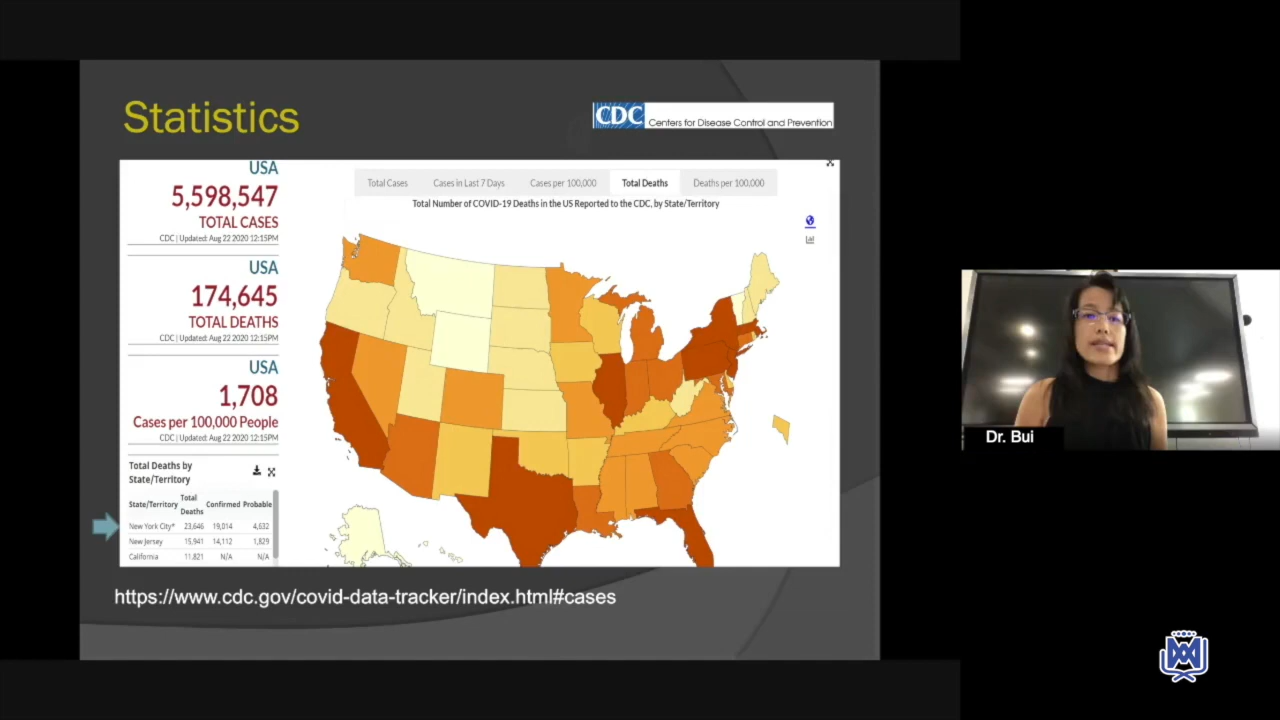 Statistics
CDC Centers for Disease Control and Prevention
USA
5,598,547
TOTAL CASES
CDC | Updated: Aug 22 2020 12:15PM
USA
174,645
TOTAL DEATHS
CDC | Updated: Aug 22 2020 12:15PM
USA
1,708
Cases per 100,000 People
CDC | Updated: Aug 22 2020 12:15PM
Total Deaths by
State/Territory
State/Territory Total Deaths Confirmed Probable
New York City* 23,646 19,014 4,632
New Jersey 15,941 14,112 1,829
California 11,821 N/A N/A
Total Cases Cases in Last 7 Days Cases per 100,000 Total Deaths Deaths per 100,000
Total Number of COVID-19 Deaths in the US Reported to the CDC, by State/Territory
https://www.cdc.gov/covid-data-tracker/index.html#cases
Dr. Bui